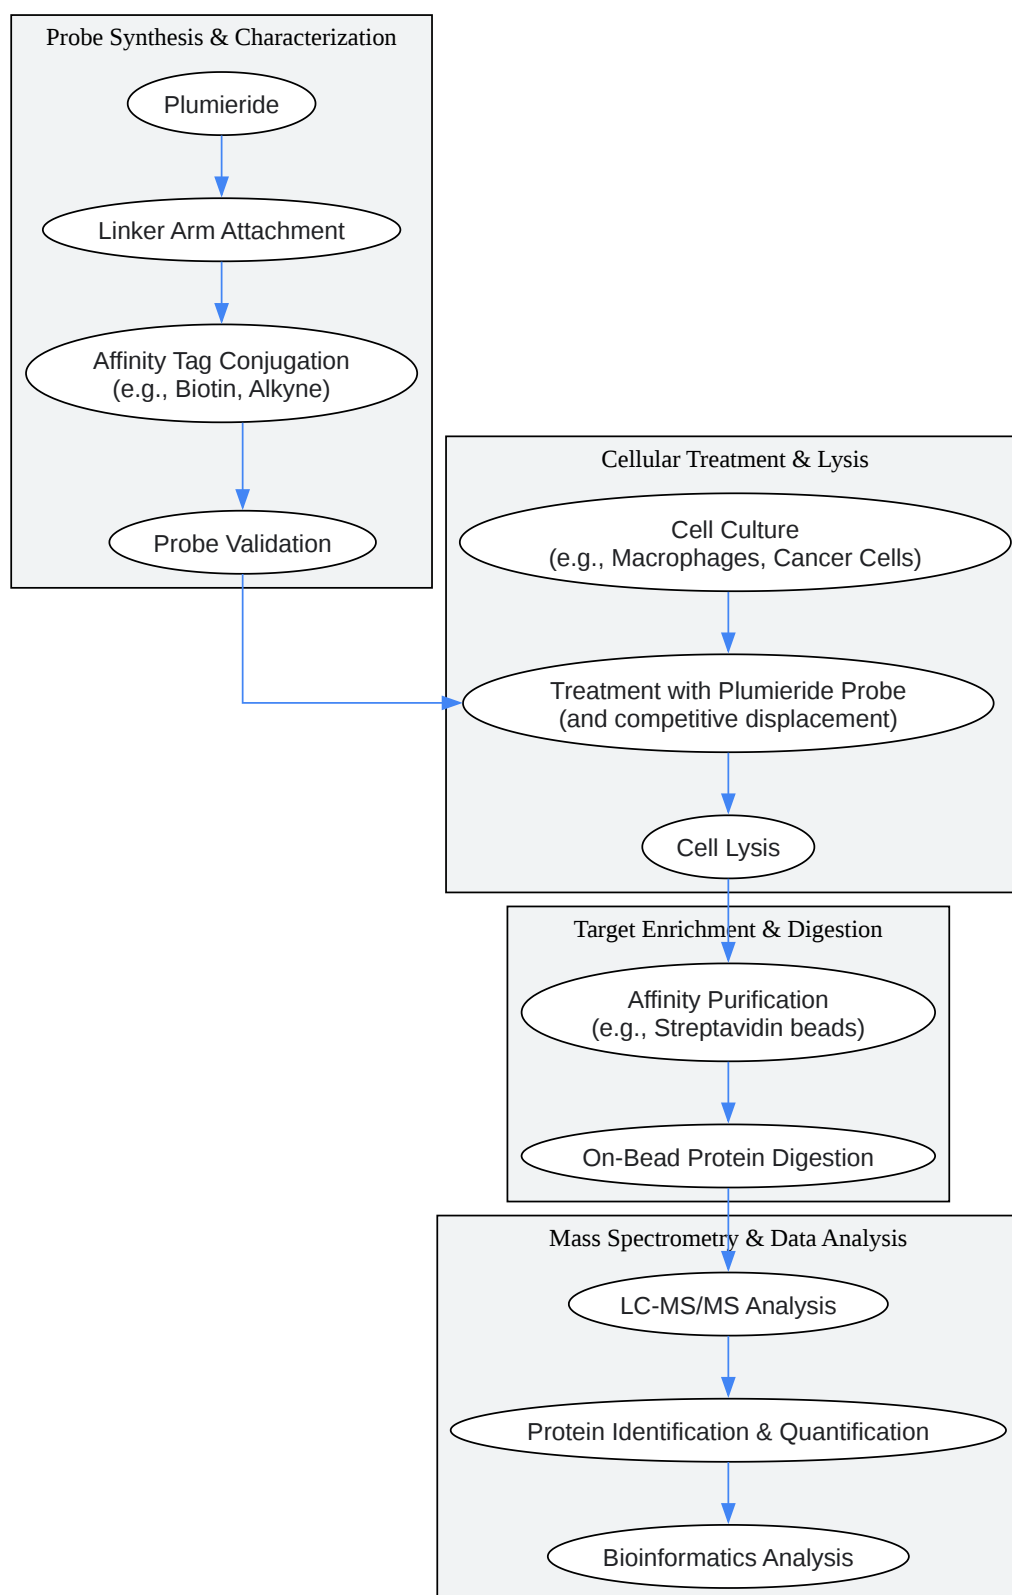 Probe Synthesis & Characterization
Plumieride
Linker Arm Attachment
Affinity Tag Conjugation
(e.g., Biotin, Alkyne)
Probe Validation
Cellular Treatment & Lysis
Cell Culture
(e.g., Macrophages, Cancer Cells)
Treatment with Plumieride Probe
(and competitive displacement)
Cell Lysis
Target Enrichment & Digestion
Affinity Purification
(e.g., Streptavidin beads)
On-Bead Protein Digestion
Mass Spectrometry & Data Analysis
LC-MS/MS Analysis
Protein Identification & Quantification
Bioinformatics Analysis